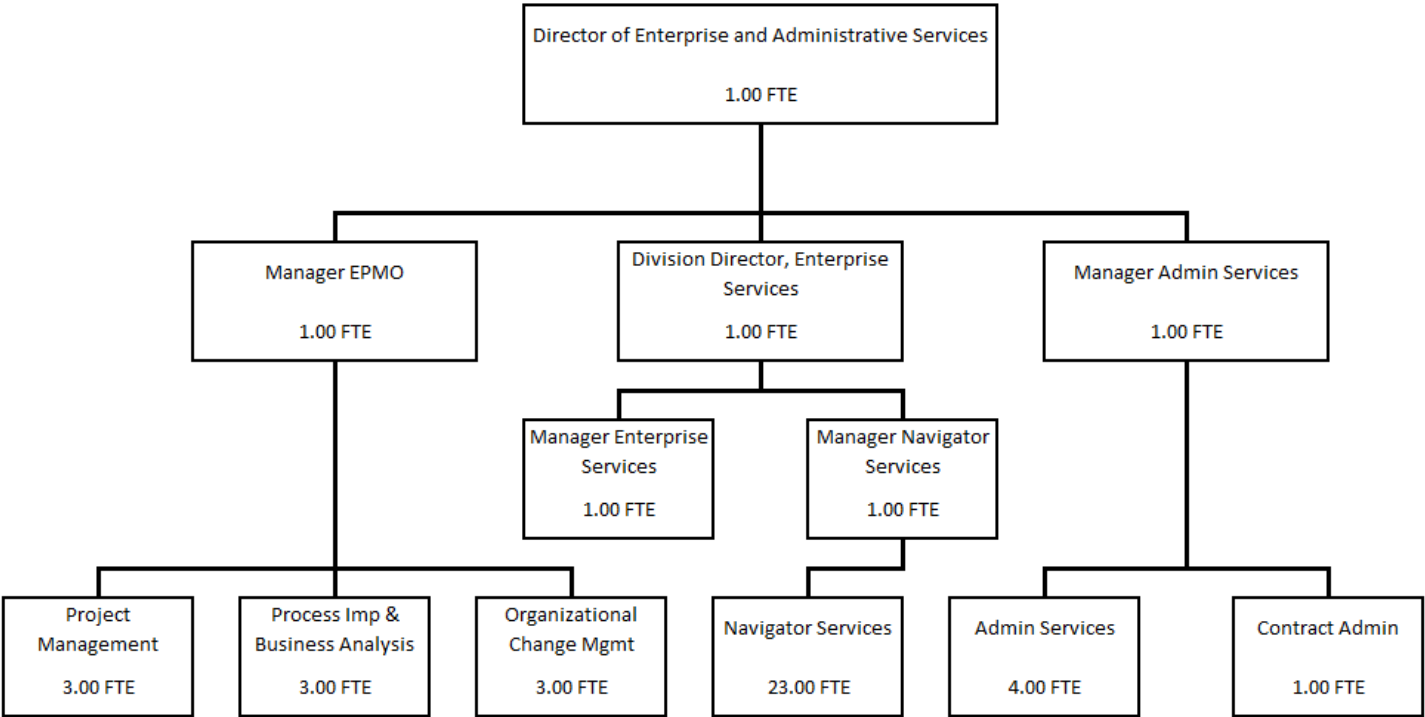 Director of Enterprise and Administrative Services
1.00 FTE
Manager EPMO
1.00 FTE
Division Director, Enterprise
Services
1.00 FTE
Manager Admin Services
1.00 FTE
Manager Enterprise
Services
1.00 FTE
Manager Navigator
Services
1.00 FTE
Project
Management
3.00 FTE
Process Imp &
Business Analysis
3.00 FTE
Organizational
Change Mgmt
3.00 FTE
Navigator Services
23.00 FTE
Admin Services
4.00 FTE
Contract Admin
1.00 FTE